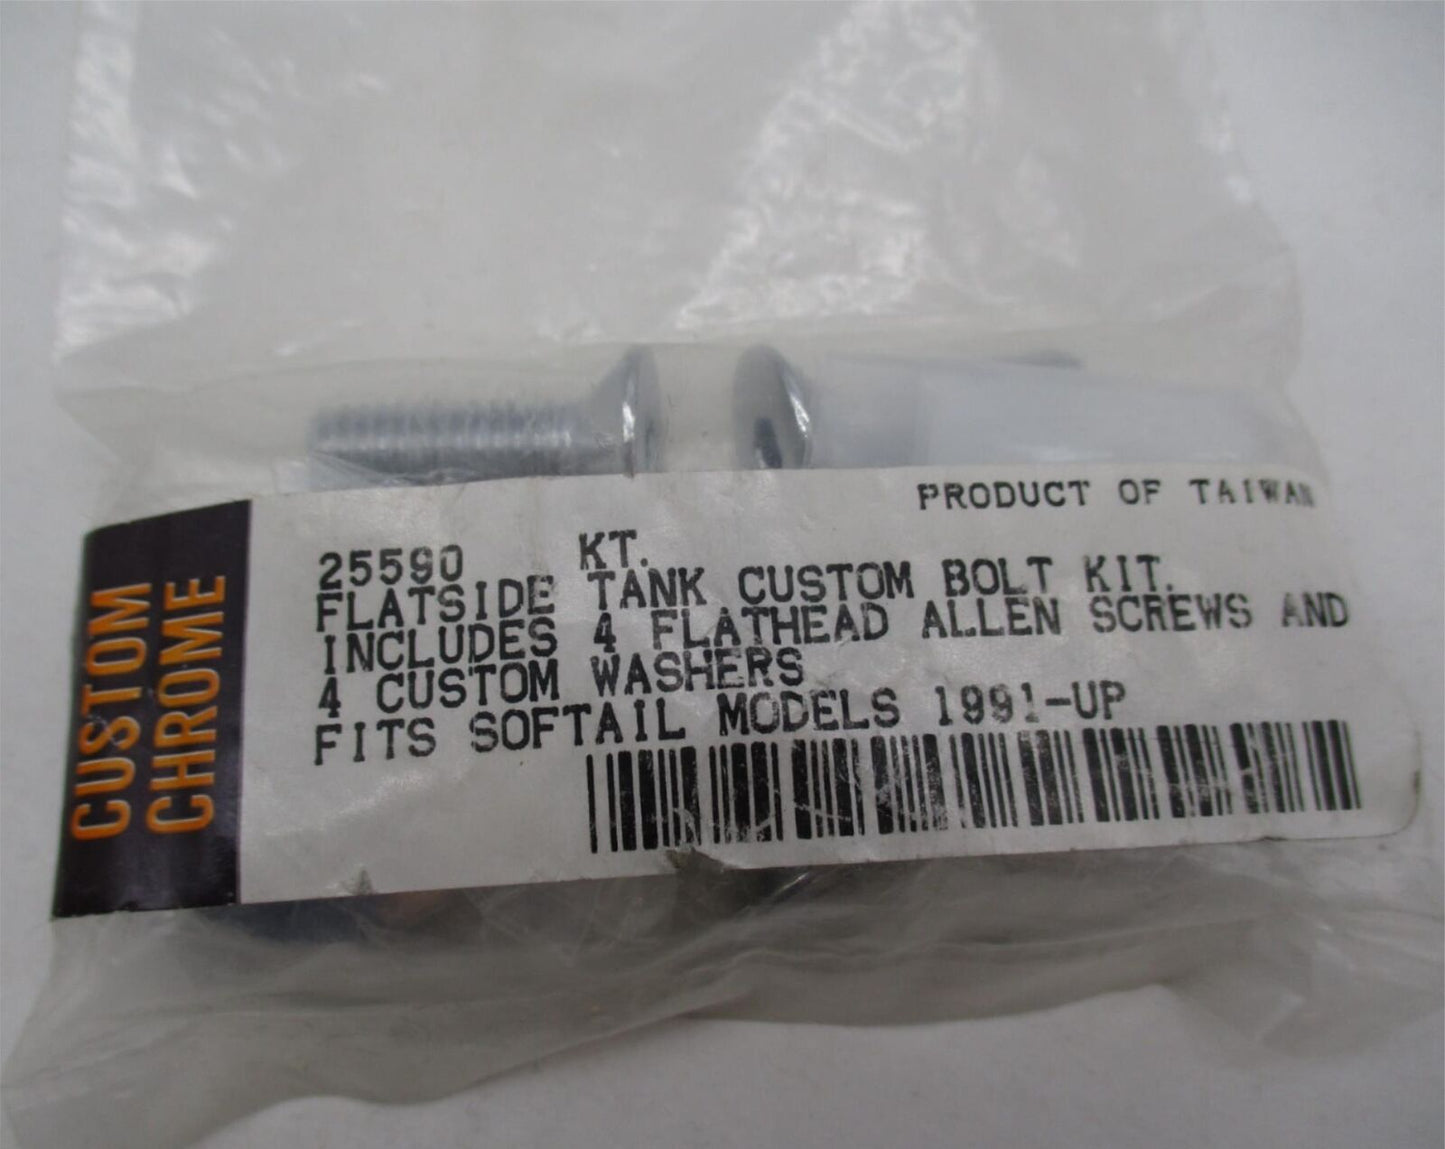 CUSTOM
CHROME
PRODUCT OF TAIWAN
25590 KT.
FLATSIDE TANK CUSTOM BOLT KIT.
INCLUDES 4 FLATHEAD ALLEN SCREWS AND
4 CUSTOM WASHERS
FITS SOFTAIL MODELS 1991-UP